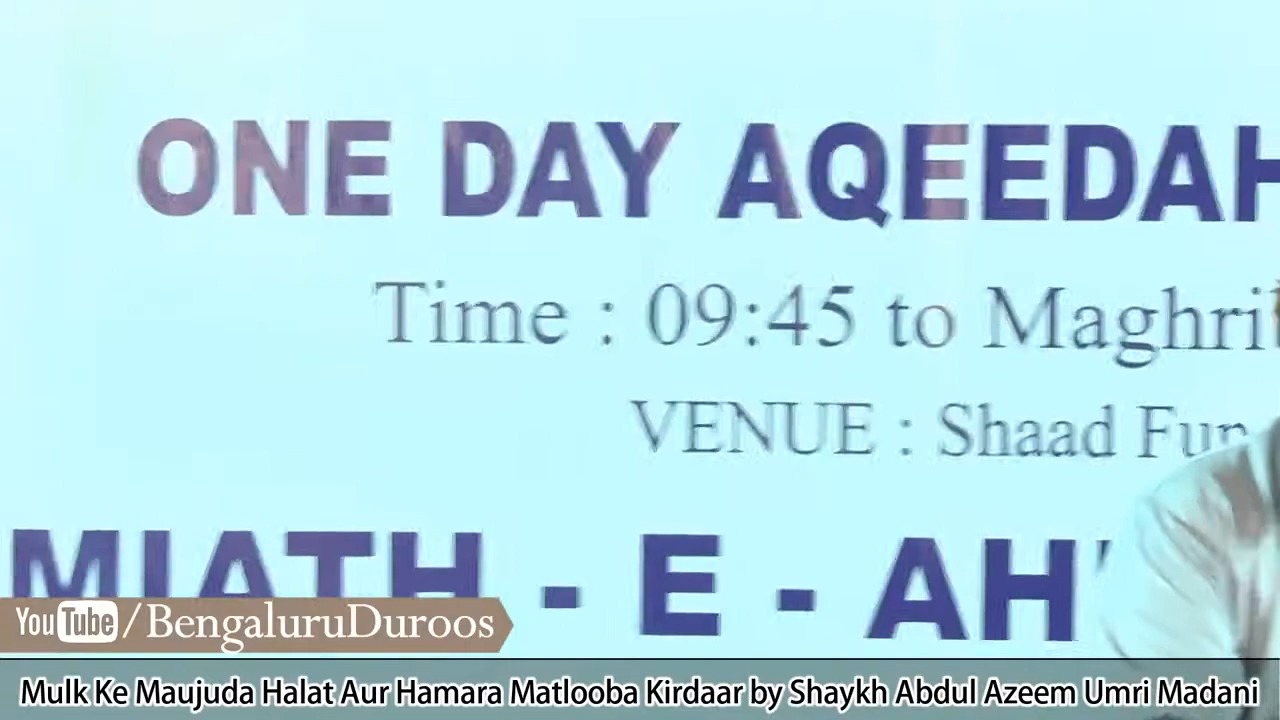 ONE DAY AQEEDAH
Time : 09:45 to Maghri
VENUE : Shaad Fun
MIATH - E - AH
YouTube/BengaluruDuroos
Mulk Ke Maujuda Halat Aur Hamara Matlooba Kirdaar by Shaykh Abdul Azeem Umri Madani